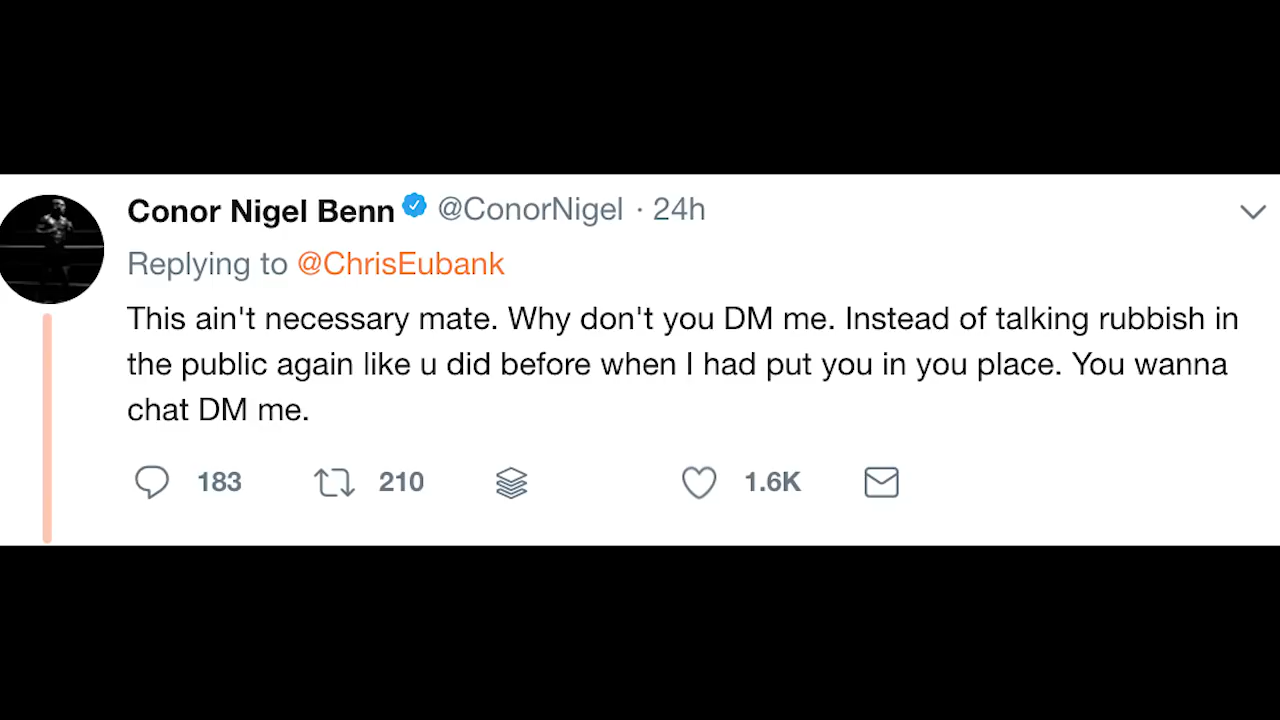 Conor Nigel Benn @ConorNigel · 24h
Replying to @ChrisEubank
This ain't necessary mate. Why don't you DM me. Instead of talking rubbish in
the public again like u did before when I had put you in you place. You wanna
chat DM me.
183 210 1.6K